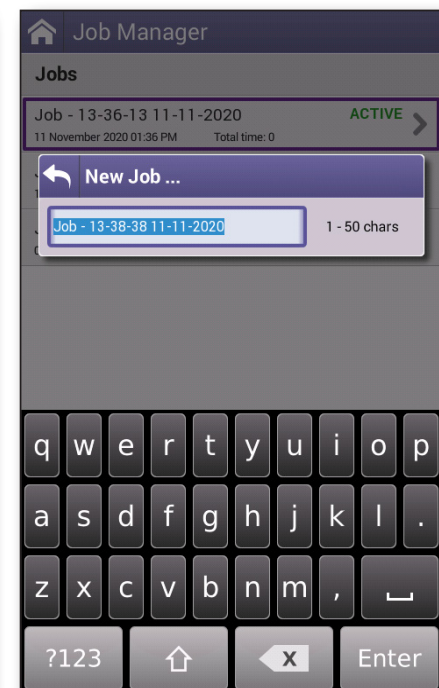 Job Manager
Jobs
Job - 13-36-13 11-11-2020 ACTIVE
11 November 2020 01:36 PM Total time: 0
New Job ...
Job - 13-38-38 11-11-2020 1 - 50 chars
q w e r t y u i o p
a s d f g h j k l .
z x c v b n m ,
?123 X Enter